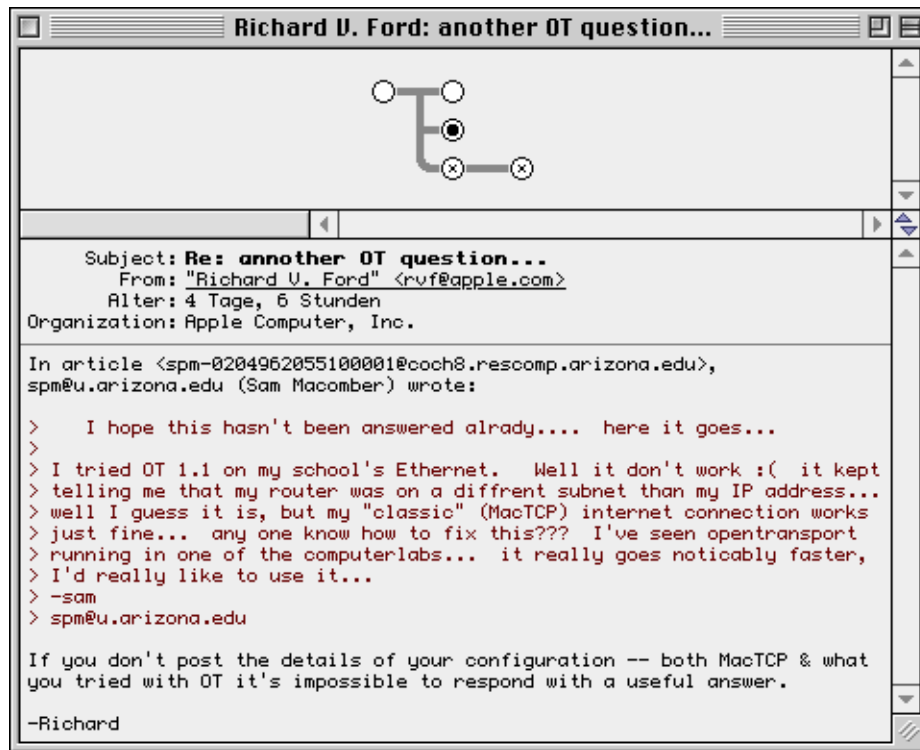 Richard V. Ford: another OT question...
Subject: Re: annother OT question...
From: "Richard V. Ford" <rvf@apple.com>
Alter: 4 Tage, 6 Stunden
Organization: Apple Computer, Inc.
In article <spm-0204962055100001@coch8.rescomp.arizona.edu>,
spm@u.arizona.edu (Sam Macomber) wrote:
>    I hope this hasn't been answered alrady....  here it goes...
>
> I tried OT 1.1 on my school's Ethernet.  Well it don't work :(  it kept
> telling me that my router was on a diffrent subnet than my IP address...
> well I guess it is, but my "classic" (MacTCP) internet connection works
> just fine...  any one know how to fix this???  I've seen opentransport
> running in one of the computerlabs...  it really goes noticably faster,
> I'd really like to use it...
> -sam
> spm@u.arizona.edu
If you don't post the details of your configuration -- both MacTCP & what
you tried with OT it's impossible to respond with a useful answer.
-Richard